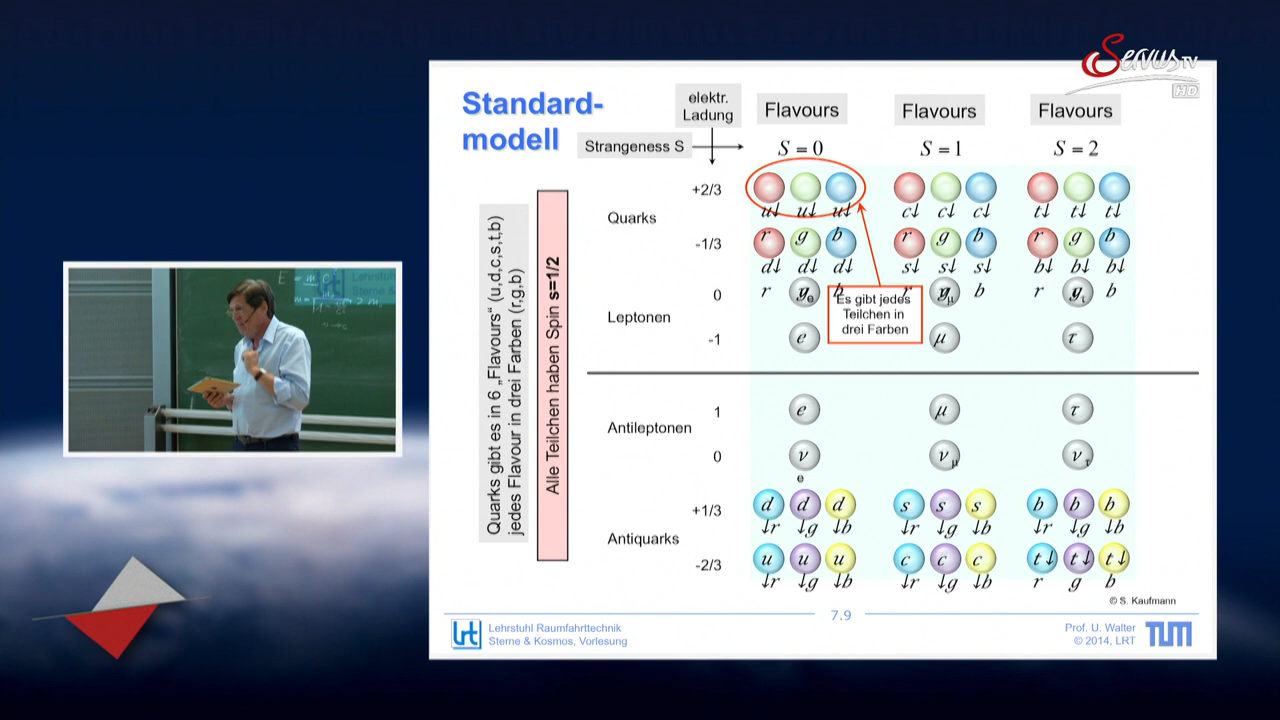 Servus TV
HD
Standard-
modell
elektr.
Ladung
Strangeness S
Flavours
Flavours
Flavours
S = 0
S = 1
S = 2
Quarks gibt es in 6 „Flavours“ (u,d,c,s,t,b)
jedes Flavour in drei Farben (r,g,b)
Alle Teilchen haben Spin s=1/2
Quarks
+2/3
u↓ u↓ u↓ c↓ c↓ c↓ t↓ t↓ t↓
r g b r g b r g b
-1/3
d↓ d↓ d↓ s↓ s↓ s↓ b↓ b↓ b↓
r g b r g b r g b
Es gibt jedes
Teilchen in
drei Farben
Leptonen
0
-1
e μ τ
Antileptonen
1
e μ τ
0
ν e ν μ ν τ
Antiquarks
+1/3
d d d s s s b b b
↓r ↓g ↓b ↓r ↓g ↓b ↓r ↓g ↓b
-2/3
u u u c c c t↓ t↓ t↓
↓r ↓g ↓b ↓r ↓g ↓b r g b
© S. Kaufmann
7.9
lrt
Lehrstuhl Raumfahrttechnik
Sterne & Kosmos, Vorlesung
Prof. U. Walter
© 2014, LRT
TUM